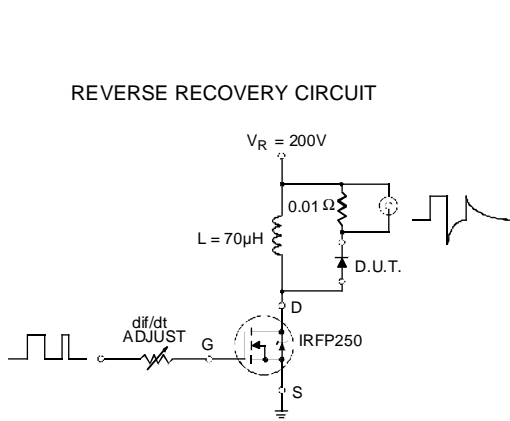 REVERSE RECOVERY CIRCUIT
VR = 200V
0.01 Ω
L = 70µH
D.U.T.
D
dif/dt
ADJUST
G
IRFP250
S